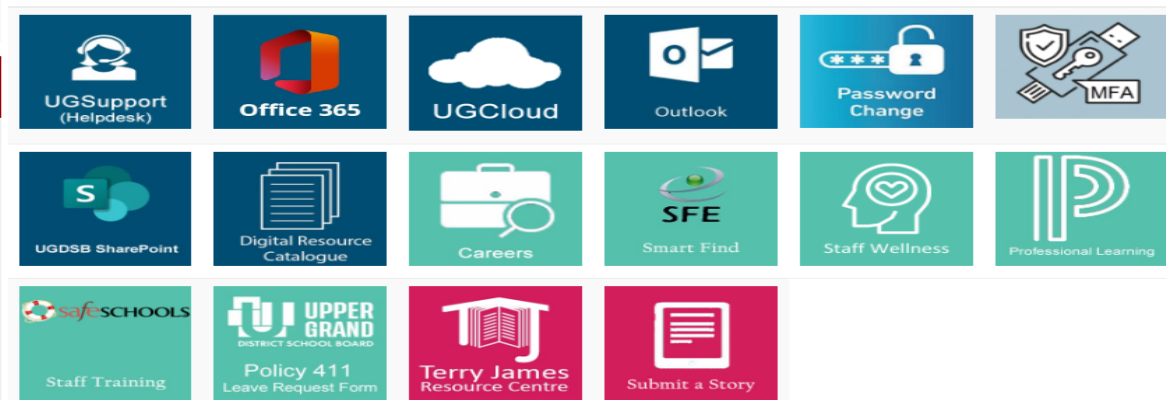 UGSupport
(Helpdesk)
Office 365
UGCloud
O
Outlook
***
Password
Change
MFA
S
UGDSB SharePoint
Digital Resource
Catalogue
Careers
SFE
Smart Find
Staff Wellness
Professional Learning
safeSCHOOLS
Staff Training
UPPER
GRAND
DISTRICT SCHOOL BOARD
Policy 411
Leave Request Form
Terry James
Resource Centre
Submit a Story